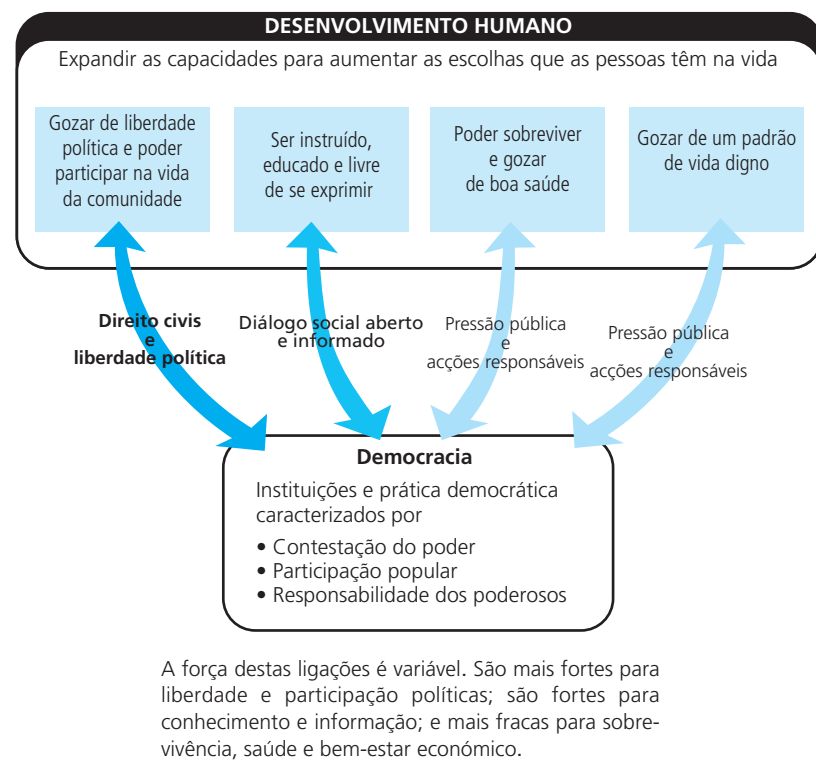 DESENVOLVIMENTO HUMANO
Expandir as capacidades para aumentar as escolhas que as pessoas têm na vida
Gozar de liberdade
política e poder
participar na vida
da comunidade
Ser instruído,
educado e livre
de se exprimir
Poder sobreviver
e gozar
de boa saúde
Gozar de um padrão
de vida digno
Direito civis
e
liberdade política
Diálogo social aberto
e informado
Pressão pública
e
acções responsáveis
Pressão pública
e
acções responsáveis
Democracia
Instituições e prática democrática
caracterizados por
• Contestação do poder
• Participação popular
• Responsabilidade dos poderosos
A força destas ligações é variável. São mais fortes para
liberdade e participação políticas; são fortes para
conhecimento e informação; e mais fracas para sobre-
vivência, saúde e bem-estar económico.